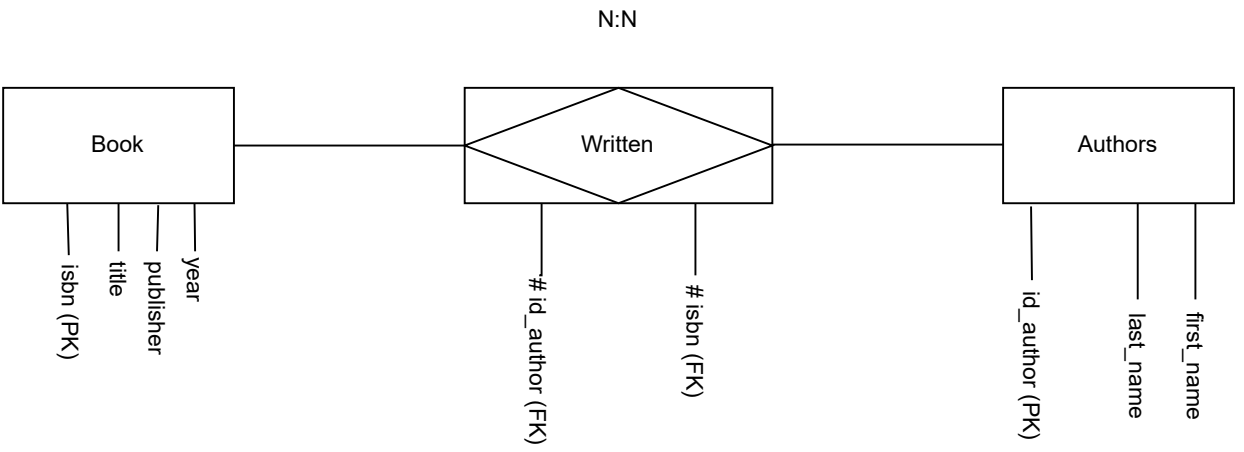 N:N
Book
Written
Authors
isbn (PK)
title
publisher
year
# id_author (FK)
# isbn (FK)
id_author (PK)
last_name
first_name